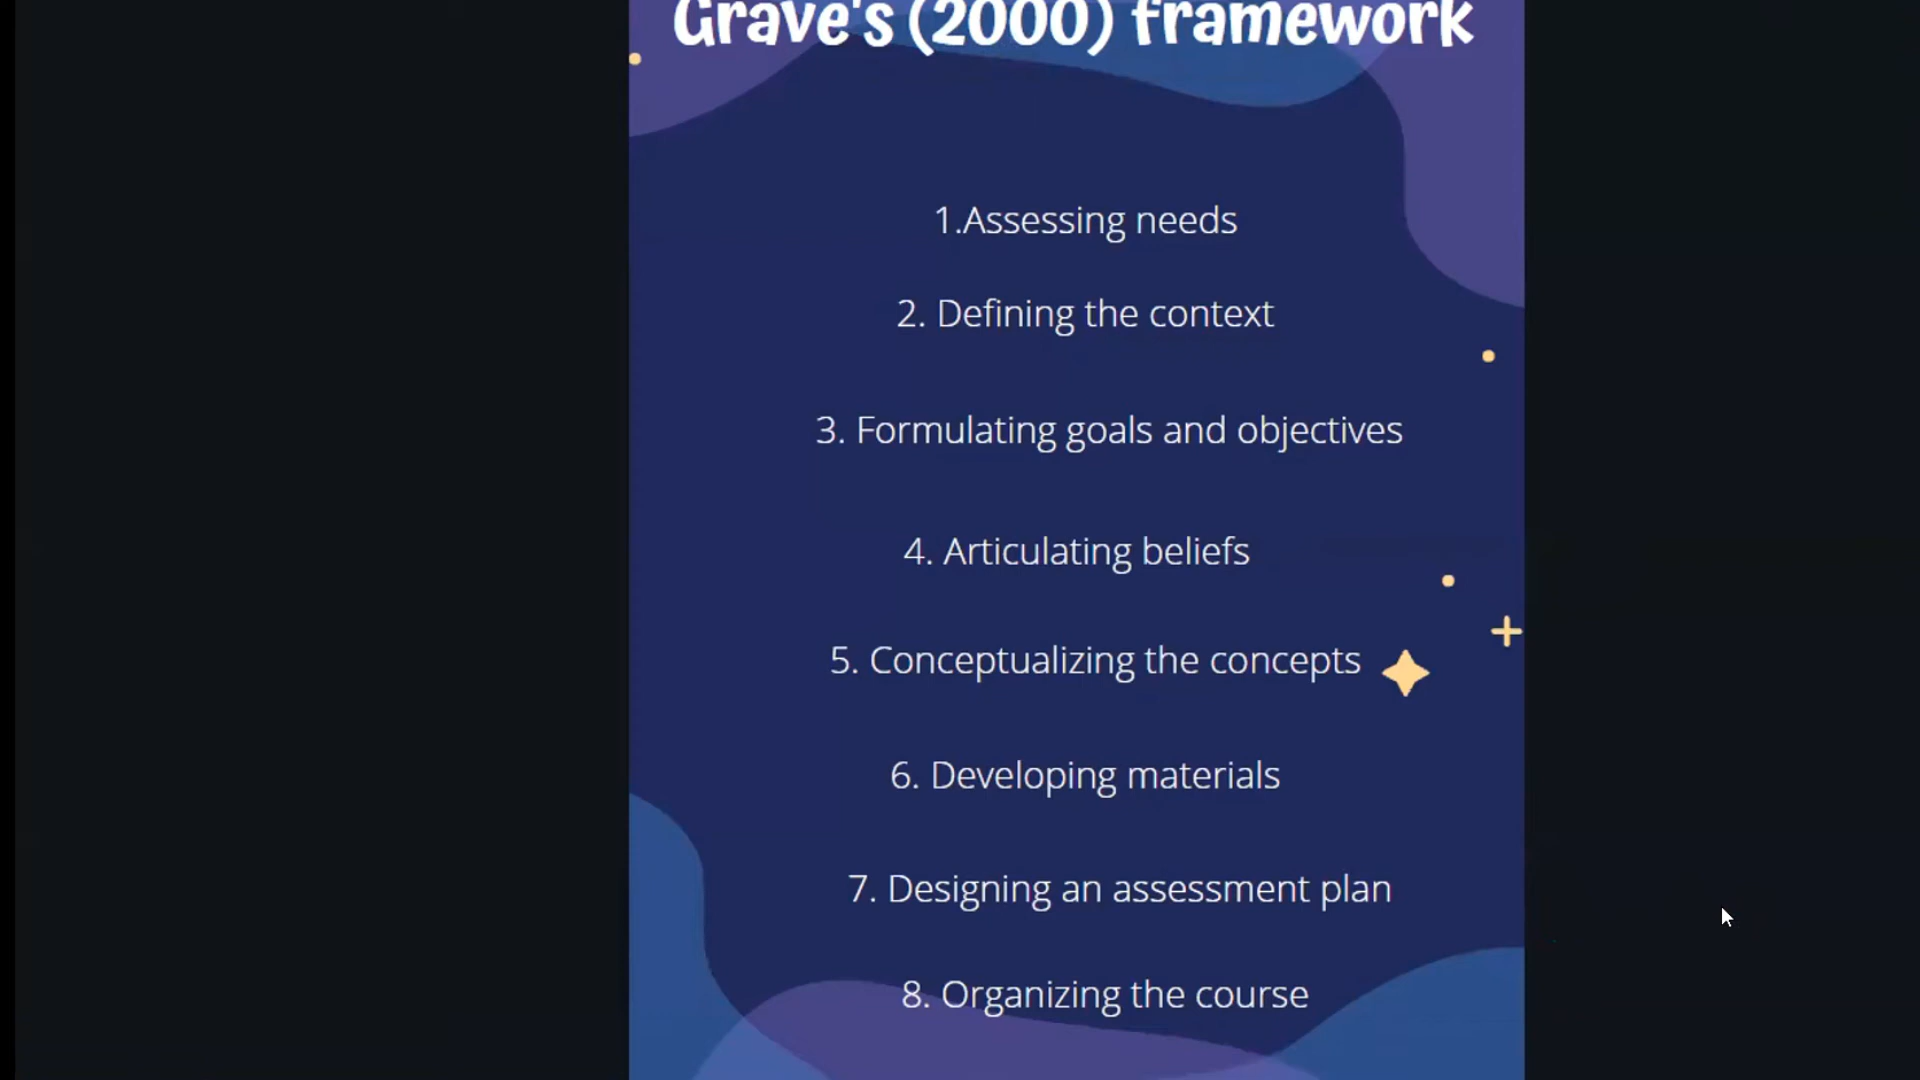 Grave's (2000) framework
1.Assessing needs
2. Defining the context
3. Formulating goals and objectives
4. Articulating beliefs
5. Conceptualizing the concepts
6. Developing materials
7. Designing an assessment plan
8. Organizing the course